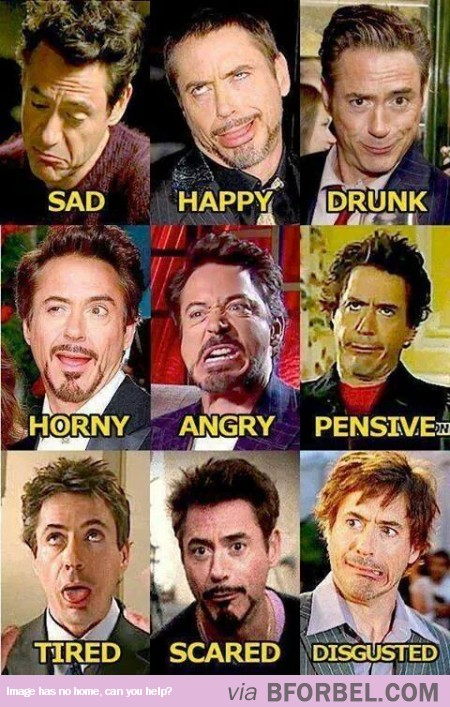 SAD
HAPPY
DRUNK
HORNY
ANGRY
PENSIVE
TIRED
SCARED
DISGUSTED
Image has no home, can you help?
via BFORBEL.COM